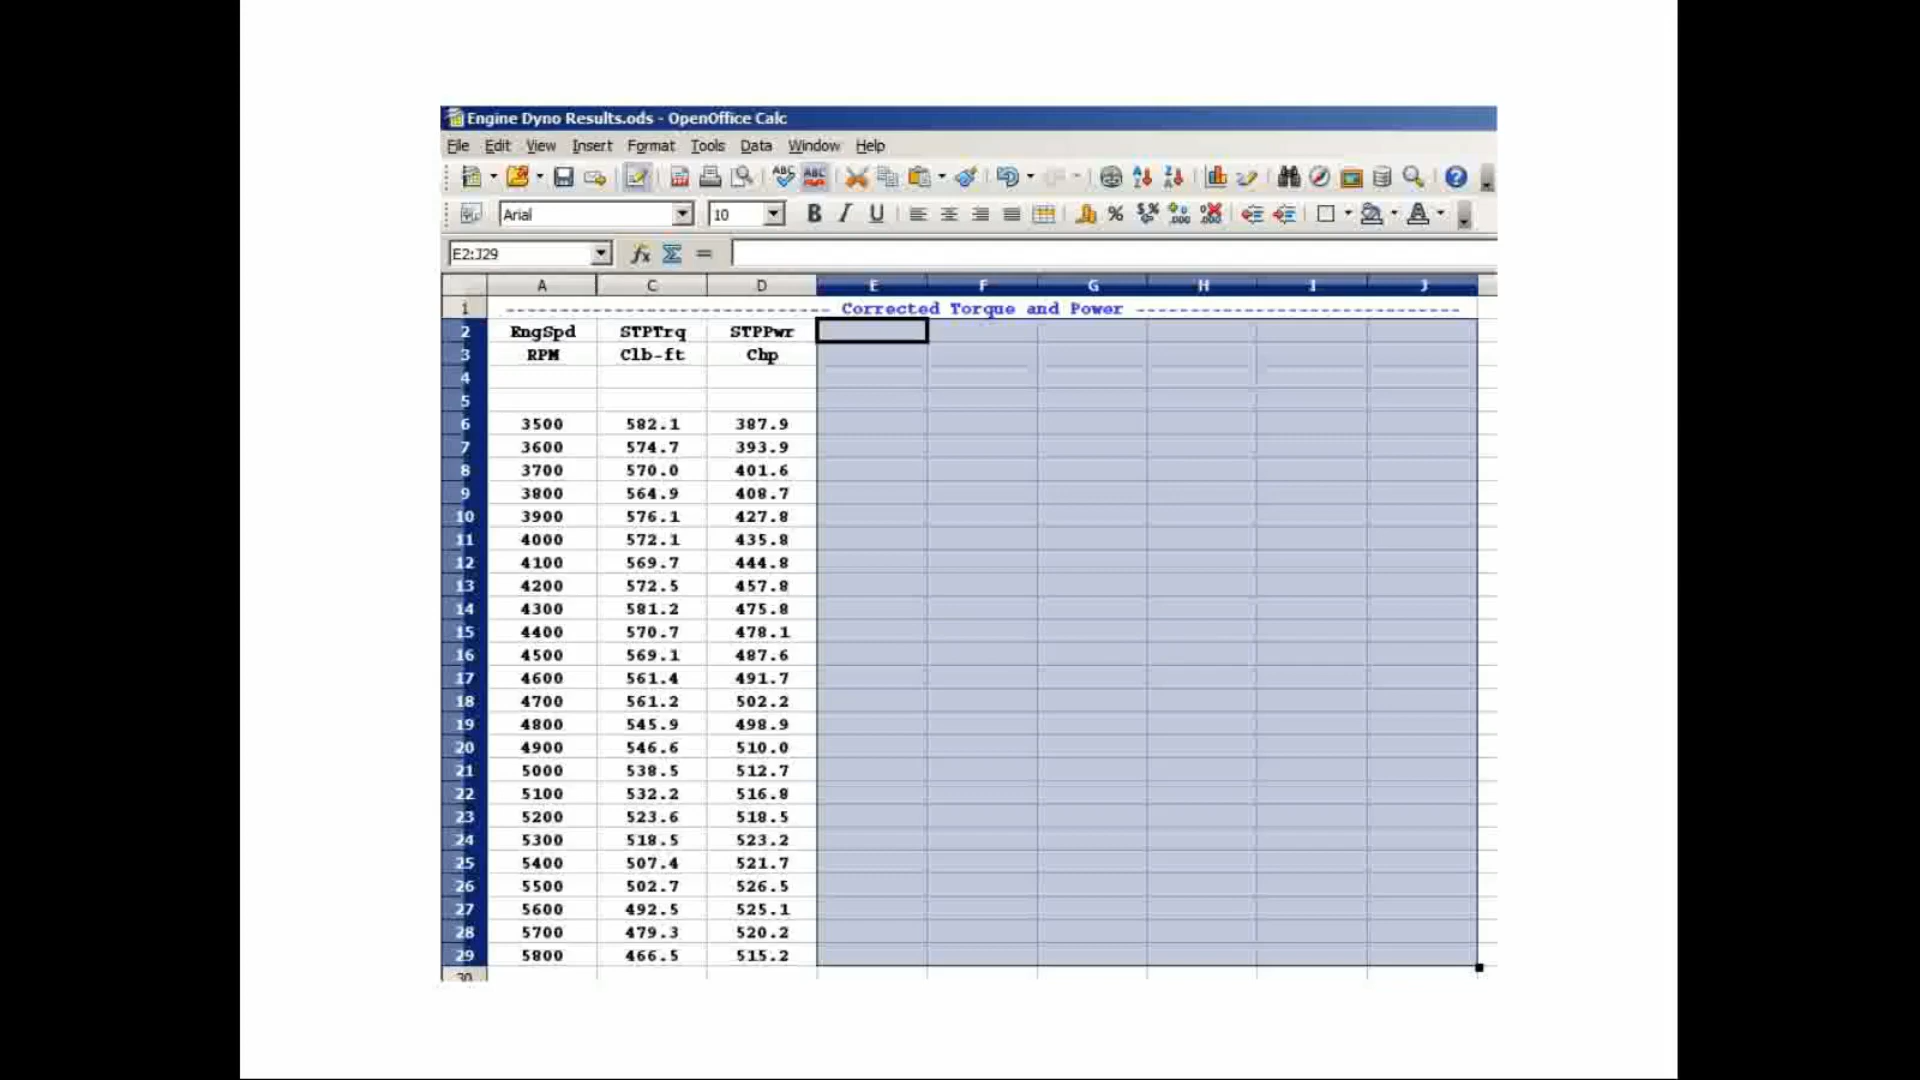 Engine Dyno Results.ods - OpenOffice Calc
File Edit View Insert Format Tools Data Window Help
Arial 10 B I U
E2:J29 fx Σ =
A C D E F G H I J
1 ------------------------------ Corrected Torque and Power ------------------------------
2 EngSpd STPTrq STPPwr
3 RPM Clb-ft Chp
4
5
6 3500 582.1 387.9
7 3600 574.7 393.9
8 3700 570.0 401.6
9 3800 564.9 408.7
10 3900 576.1 427.8
11 4000 572.1 435.8
12 4100 569.7 444.8
13 4200 572.5 457.8
14 4300 581.2 475.8
15 4400 570.7 478.1
16 4500 569.1 487.6
17 4600 561.4 491.7
18 4700 561.2 502.2
19 4800 545.9 498.9
20 4900 546.6 510.0
21 5000 538.5 512.7
22 5100 532.2 516.8
23 5200 523.6 518.5
24 5300 518.5 523.2
25 5400 507.4 521.7
26 5500 502.7 526.5
27 5600 492.5 525.1
28 5700 479.3 520.2
29 5800 466.5 515.2
30